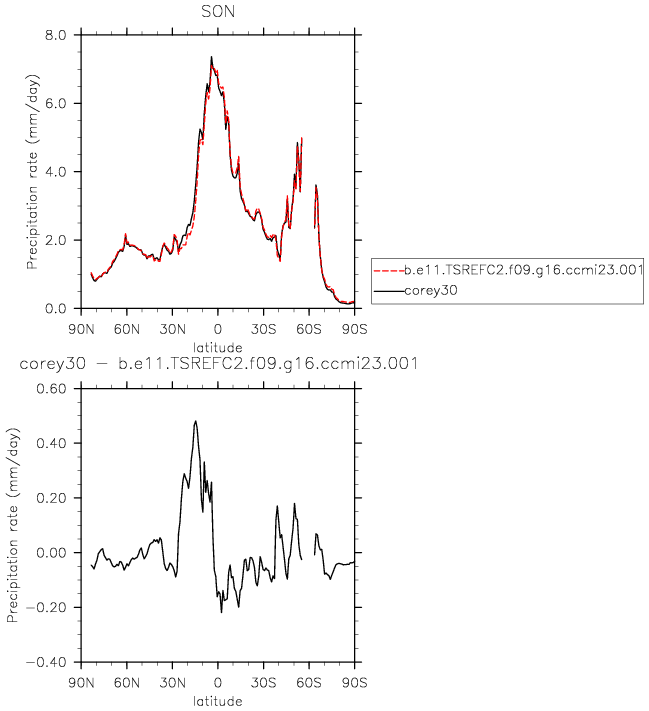 SON
8.0
6.0
4.0
2.0
0.0
Precipitation rate (mm/day)
90N 60N 30N 0 30S 60S 90S
latitude
b.e11.TSREFC2.f09.g16.ccmi23.001
corey30
corey30 − b.e11.TSREFC2.f09.g16.ccmi23.001
0.60
0.40
0.20
0.00
−0.20
−0.40
Precipitation rate (mm/day)
90N 60N 30N 0 30S 60S 90S
latitude